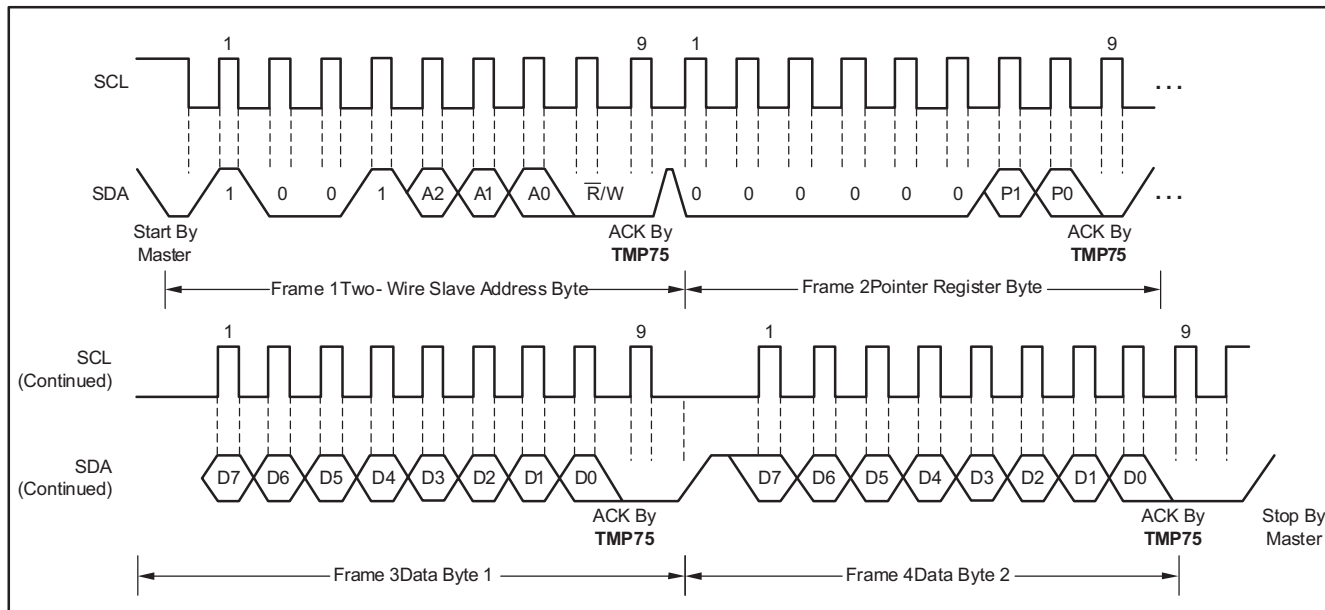 1 9 1 9
SCL ...
SDA 1 0 0 1 A2 A1 A0 R̅/W 0 0 0 0 0 0 P1 P0 ...
Start By Master
ACK By TMP75
ACK By TMP75
Frame 1Two- Wire Slave Address Byte
Frame 2Pointer Register Byte
1 9 1 9
SCL
(Continued)
SDA
(Continued)
D7 D6 D5 D4 D3 D2 D1 D0 D7 D6 D5 D4 D3 D2 D1 D0
ACK By
TMP75
ACK By
TMP75
Stop By
Master
Frame 3Data Byte 1
Frame 4Data Byte 2